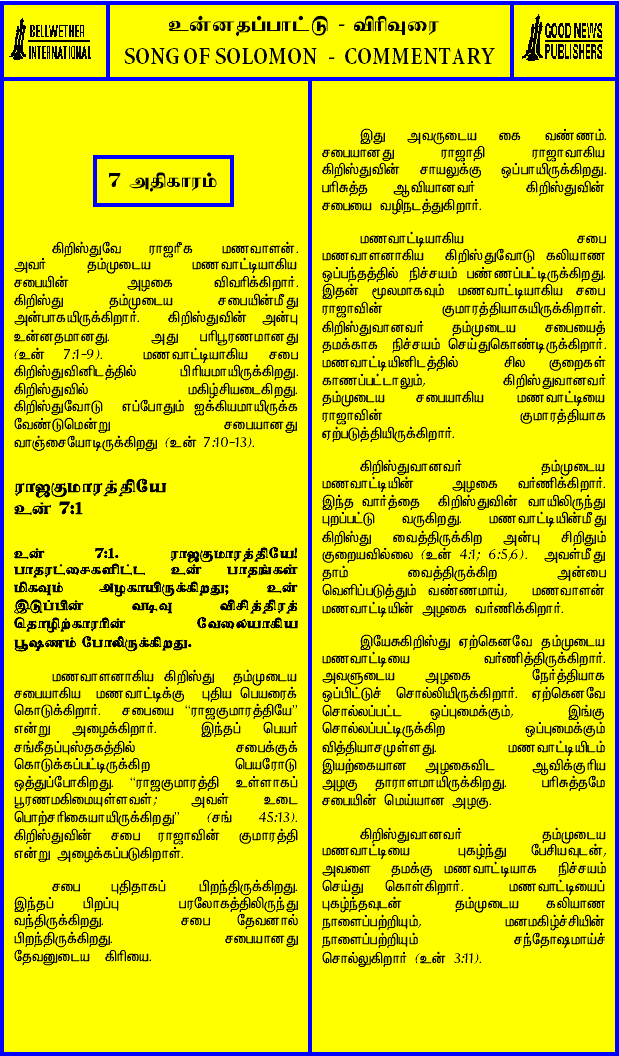 BELLWETHER
INTERNATIONAL
உன்னதப்பாட்டு - விரிவுரை
SONG OF SOLOMON - COMMENTARY
GOOD NEWS
PUBLISHERS
7 அதிகாரம்
கிறிஸ்துவே ராஜரீக மணவாளன்.
அவர் தம்முடைய மணவாட்டியாகிய
சபையின் அழகை விவரிக்கிறார்.
கிறிஸ்து தம்முடைய சபையின்மீது
அன்பாகயிருக்கிறார். கிறிஸ்துவின் அன்பு
உன்னதமானது. அது பரிபூரணமானது
(உன் 7:1-9). மணவாட்டியாகிய சபை
கிறிஸ்துவினிடத்தில் பிரியமாயிருக்கிறது.
கிறிஸ்துவில் மகிழ்சியடைகிறது.
கிறிஸ்துவோடு எப்போதும் ஐக்கியமாயிருக்க
வேண்டுமென்று சபையானது
வாஞ்சையோடிருக்கிறது (உன் 7:10-13).
ராஜகுமாரத்தியே
உன் 7:1
உன் 7:1. ராஜகுமாரத்தியே!
பாதரட்சைகளிட்ட உன் பாதங்கள்
மிகவும் அழகாயிருக்கிறது; உன்
இடுப்பின் வடிவு விசித்திரத்
தொழிற்காரரின் வேலையாகிய
பூஷணம் போலிருக்கிறது.
மணவாளனாகிய கிறிஸ்து தம்முடைய
சபையாகிய மணவாட்டிக்கு புதிய பெயரைக்
கொடுக்கிறார். சபையை “ராஜகுமாரத்தியே”
என்று அழைக்கிறார். இந்தப் பெயர்
சங்கீதப்புஸ்தகத்தில் சபைக்குக்
கொடுக்கப்பட்டிருக்கிற பெயரோடு
ஒத்துப்போகிறது. “ராஜகுமாரத்தி உள்ளாகப்
பூரணமகிமையுள்ளவள்; அவள் உடை
பொற்சரிகையாயிருக்கிறது” (சங் 45:13).
கிறிஸ்துவின் சபை ராஜாவின் குமாரத்தி
என்று அழைக்கப்படுகிறாள்.
சபை புதிதாகப் பிறந்திருக்கிறது.
இந்தப் பிறப்பு பரலோகத்திலிருந்து
வந்திருக்கிறது. சபை தேவனால்
பிறந்திருக்கிறது. சபையானது
தேவனுடைய கிரியை.
இது அவருடைய கை வண்ணம்.
சபையானது ராஜாதி ராஜாவாகிய
கிறிஸ்துவின் சாயலுக்கு ஒப்பாயிருக்கிறது.
பரிசுத்த ஆவியானவர் கிறிஸ்துவின்
சபையை வழிநடத்துகிறார்.
மணவாட்டியாகிய சபை
மணவாளனாகிய கிறிஸ்துவோடு கலியாண
ஒப்பந்தத்தில் நிச்சயம் பண்ணப்பட்டிருக்கிறது.
இதன் மூலமாகவும் மணவாட்டியாகிய சபை
ராஜாவின் குமாரத்தியாகயிருக்கிறாள்.
கிறிஸ்துவானவர் தம்முடைய சபையைத்
தமக்காக நிச்சயம் செய்துகொண்டிருக்கிறார்.
மணவாட்டியினிடத்தில் சில குறைகள்
காணப்பட்டாலும், கிறிஸ்துவானவர்
தம்முடைய சபையாகிய மணவாட்டியை
ராஜாவின் குமாரத்தியாக
ஏற்படுத்தியிருக்கிறார்.
கிறிஸ்துவானவர் தம்முடைய
மணவாட்டியின் அழகை வர்ணிக்கிறார்.
இந்த வார்த்தை கிறிஸ்துவின் வாயிலிருந்து
புறப்பட்டு வருகிறது. மணவாட்டியின்மீது
கிறிஸ்து வைத்திருக்கிற அன்பு சிறிதும்
குறையவில்லை (உன் 4:1; 6:5,6). அவள்மீது
தாம் வைத்திருக்கிற அன்பை
வெளிப்படுத்தும் வண்ணமாய், மணவாளன்
மணவாட்டியின் அழகை வர்ணிக்கிறார்.
இயேசுகிறிஸ்து ஏற்கெனவே தம்முடைய
மணவாட்டியை வர்ணித்திருக்கிறார்.
அவளுடைய அழகை நேர்த்தியாக
ஒப்பிட்டுச் சொல்லியிருக்கிறார். ஏற்கெனவே
சொல்லப்பட்ட ஒப்புமைக்கும், இங்கு
சொல்லப்பட்டிருக்கிற ஒப்புமைக்கும்
வித்தியாசமுள்ளது. மணவாட்டியிடம்
இயற்கையான அழகைவிட ஆவிக்குரிய
அழகு தாராளமாயிருக்கிறது. பரிசுத்தமே
சபையின் மெய்யான அழகு.
கிறிஸ்துவானவர் தம்முடைய
மணவாட்டியை புகழ்ந்து பேசியவுடன்,
அவளை தமக்கு மணவாட்டியாக நிச்சயம்
செய்து கொள்கிறார். மணவாட்டியைப்
புகழ்ந்தவுடன் தம்முடைய கலியாண
நாளைப்பற்றியும், மனமகிழ்ச்சியின்
நாளைப்பற்றியும் சந்தோஷமாய்ச்
சொல்லுகிறார் (உன் 3:11).